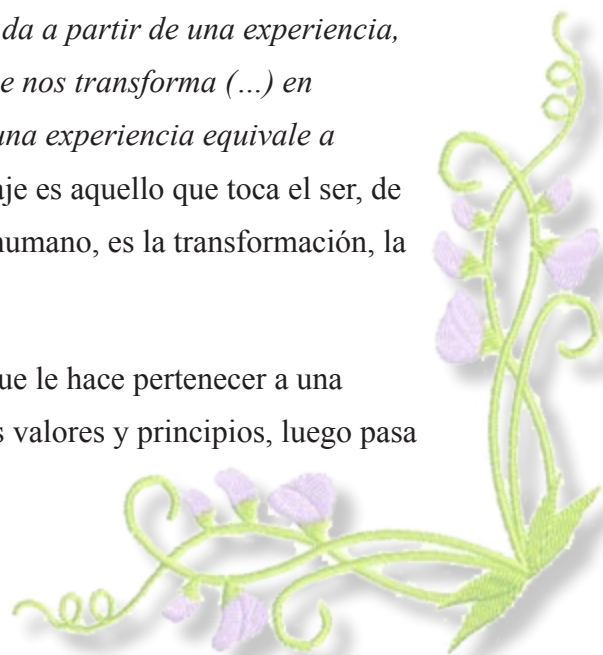 da a partir de una experiencia,
e nos transforma (...) en
una experiencia equivale a
aje es aquello que toca el ser, de
humano, es la transformación, la
ue le hace pertenecer a una
s valores y principios, luego pasa